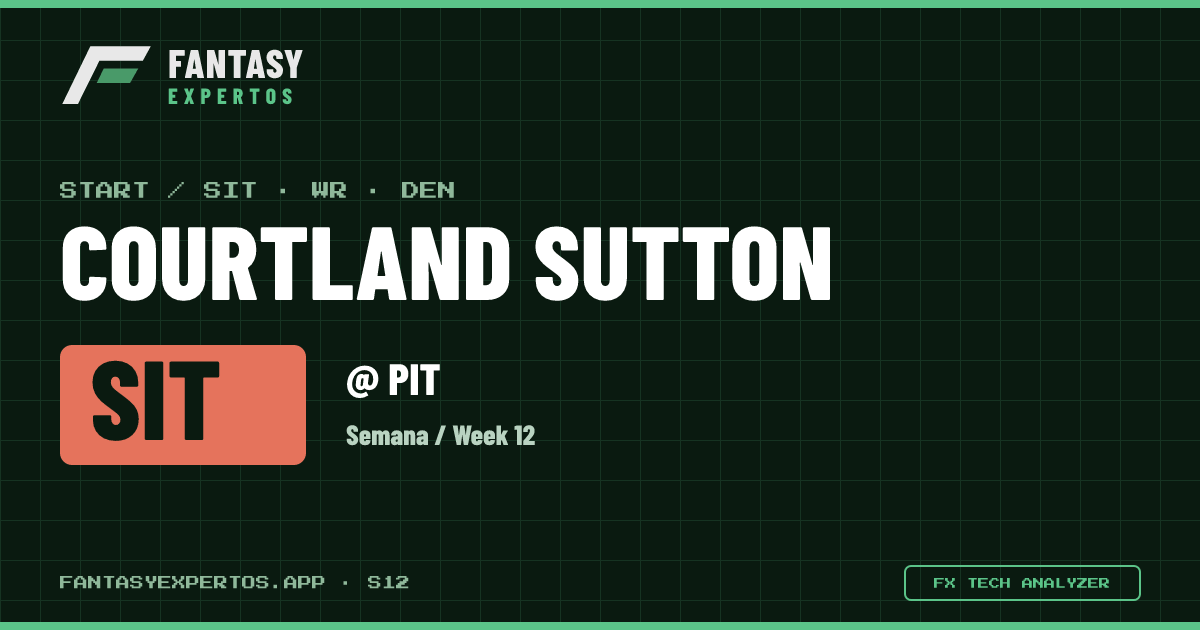 FANTASY
EXPERTOS
START / SIT · WR · DEN
COURTLAND SUTTON
SIT
@ PIT
Semana / Week 12
FANTASYEXPERTOS.APP · S12
FX TECH ANALYZER